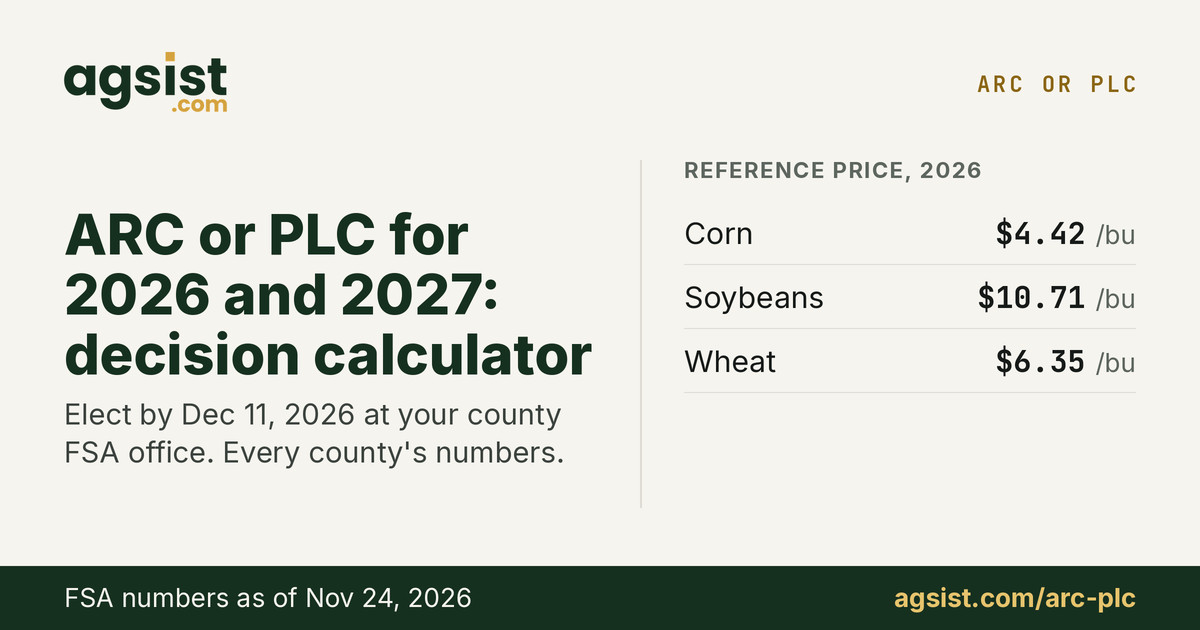 agsist
.com
ARC OR PLC
ARC or PLC for
2026 and 2027:
decision calculator
Elect by Dec 11, 2026 at your county
FSA office. Every county's numbers.
REFERENCE PRICE, 2026
Corn $4.42 /bu
Soybeans $10.71 /bu
Wheat $6.35 /bu
FSA numbers as of Nov 24, 2026
agsist.com/arc-plc